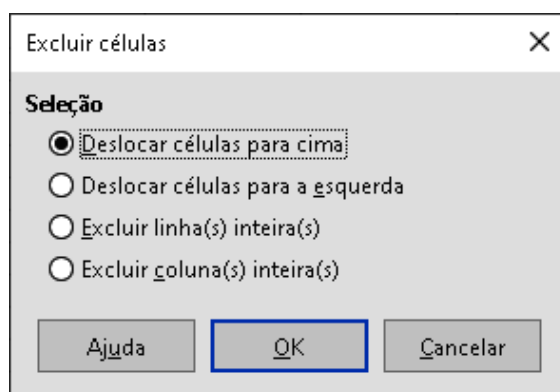 Excluir células
Seleção
Deslocar células para cima
Deslocar células para a esquerda
Excluir linha(s) inteira(s)
Excluir coluna(s) inteira(s)
Ajuda OK Cancelar